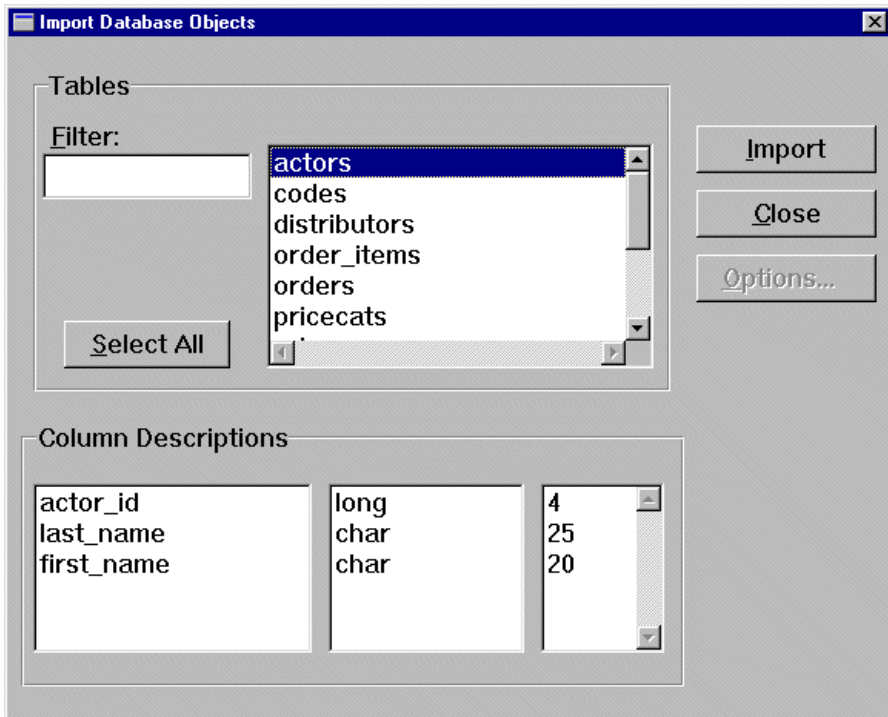 Import Database Objects
Tables
Filter:
actors
codes
distributors
order_items
orders
pricecats
Select All
Import
Close
Options...
Column Descriptions
actor_id long 4
last_name char 25
first_name char 20